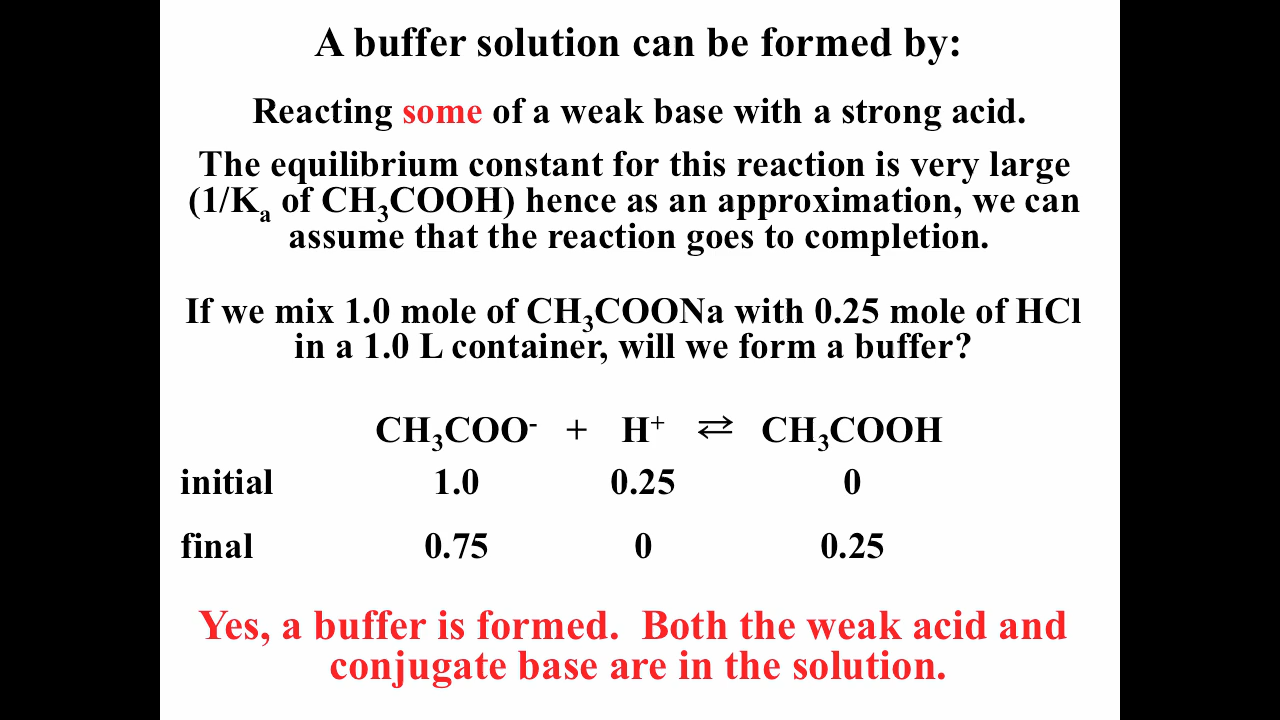 A buffer solution can be formed by:
Reacting some of a weak base with a strong acid.
The equilibrium constant for this reaction is very large
(1/Kₐ of CH₃COOH) hence as an approximation, we can
assume that the reaction goes to completion.
If we mix 1.0 mole of CH₃COONa with 0.25 mole of HCl
in a 1.0 L container, will we form a buffer?
CH₃COO⁻ + H⁺ ⇄ CH₃COOH
initial 1.0 0.25 0
final 0.75 0 0.25
Yes, a buffer is formed. Both the weak acid and
conjugate base are in the solution.